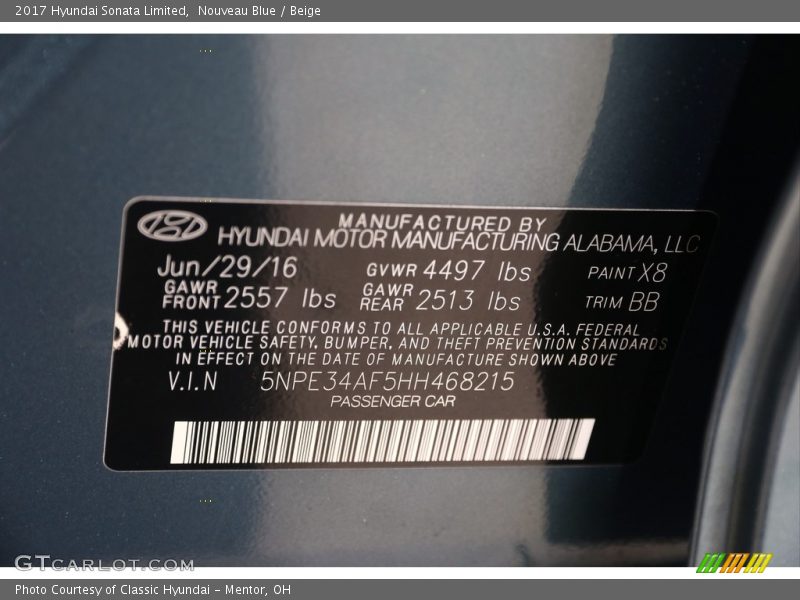 2017 Hyundai Sonata Limited,  Nouveau Blue / Beige
MANUFACTURED BY
HYUNDAI MOTOR MANUFACTURING ALABAMA, LLC
Jun/29/16 GVWR 4497 lbs PAINT X8
GAWR FRONT 2557 lbs GAWR REAR 2513 lbs TRIM BB
THIS VEHICLE CONFORMS TO ALL APPLICABLE U.S.A. FEDERAL
MOTOR VEHICLE SAFETY, BUMPER, AND THEFT PREVENTION STANDARDS
IN EFFECT ON THE DATE OF MANUFACTURE SHOWN ABOVE
V.I.N 5NPE34AF5HH468215
PASSENGER CAR
GTCARLOT.COM
Photo Courtesy of Classic Hyundai - Mentor, OH